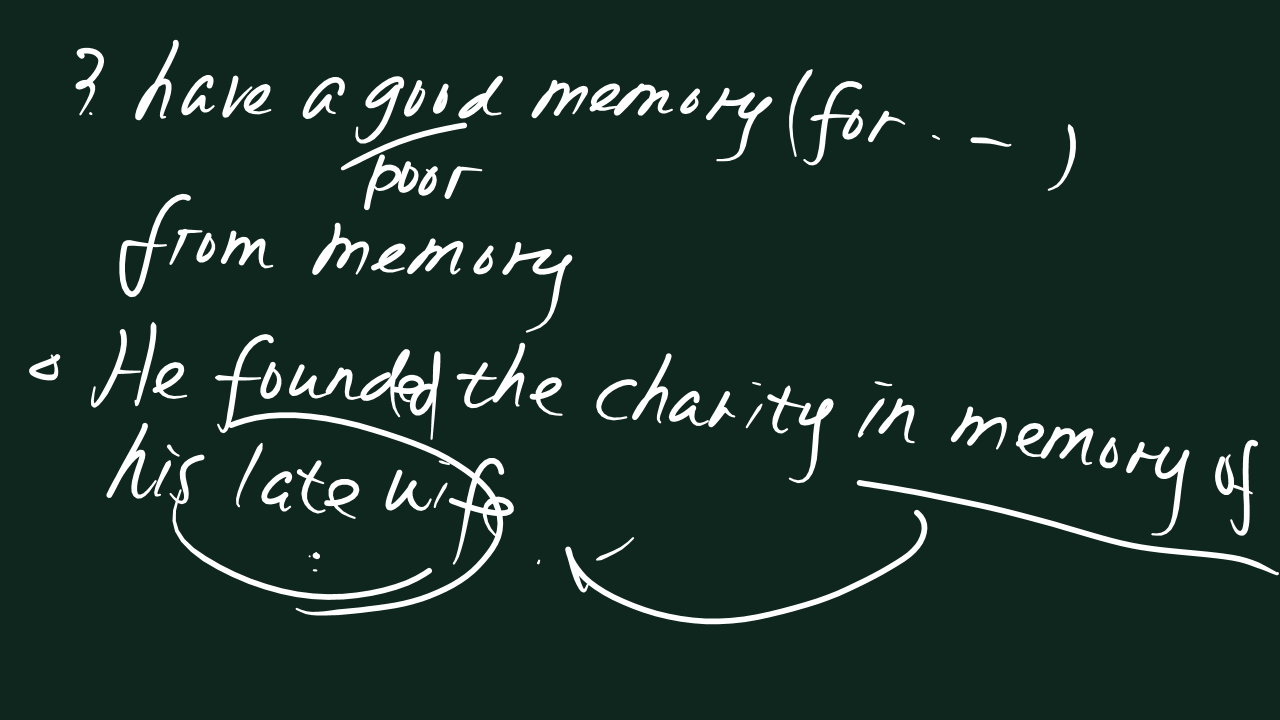 3. have a good memory (for . — )
poor
from memory
He founded the charity in memory of
his late wife.